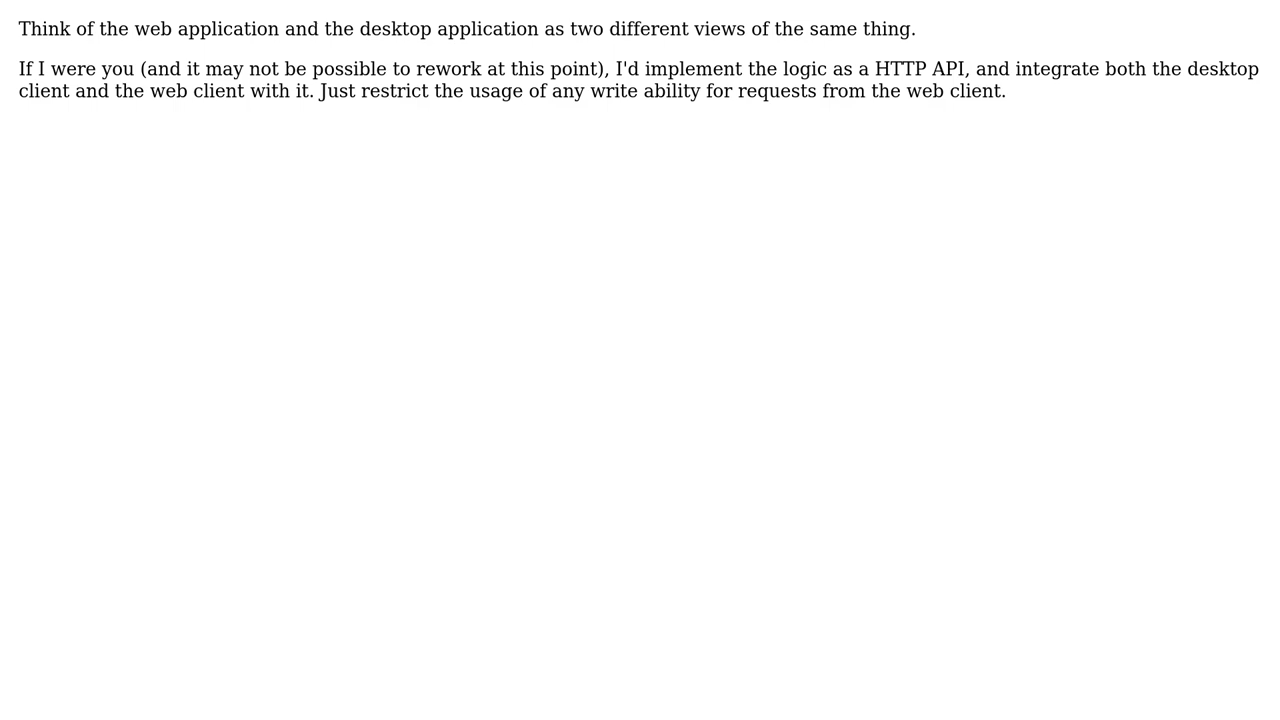 Think of the web application and the desktop application as two different views of the same thing.
If I were you (and it may not be possible to rework at this point), I'd implement the logic as a HTTP API, and integrate both the desktop
client and the web client with it. Just restrict the usage of any write ability for requests from the web client.